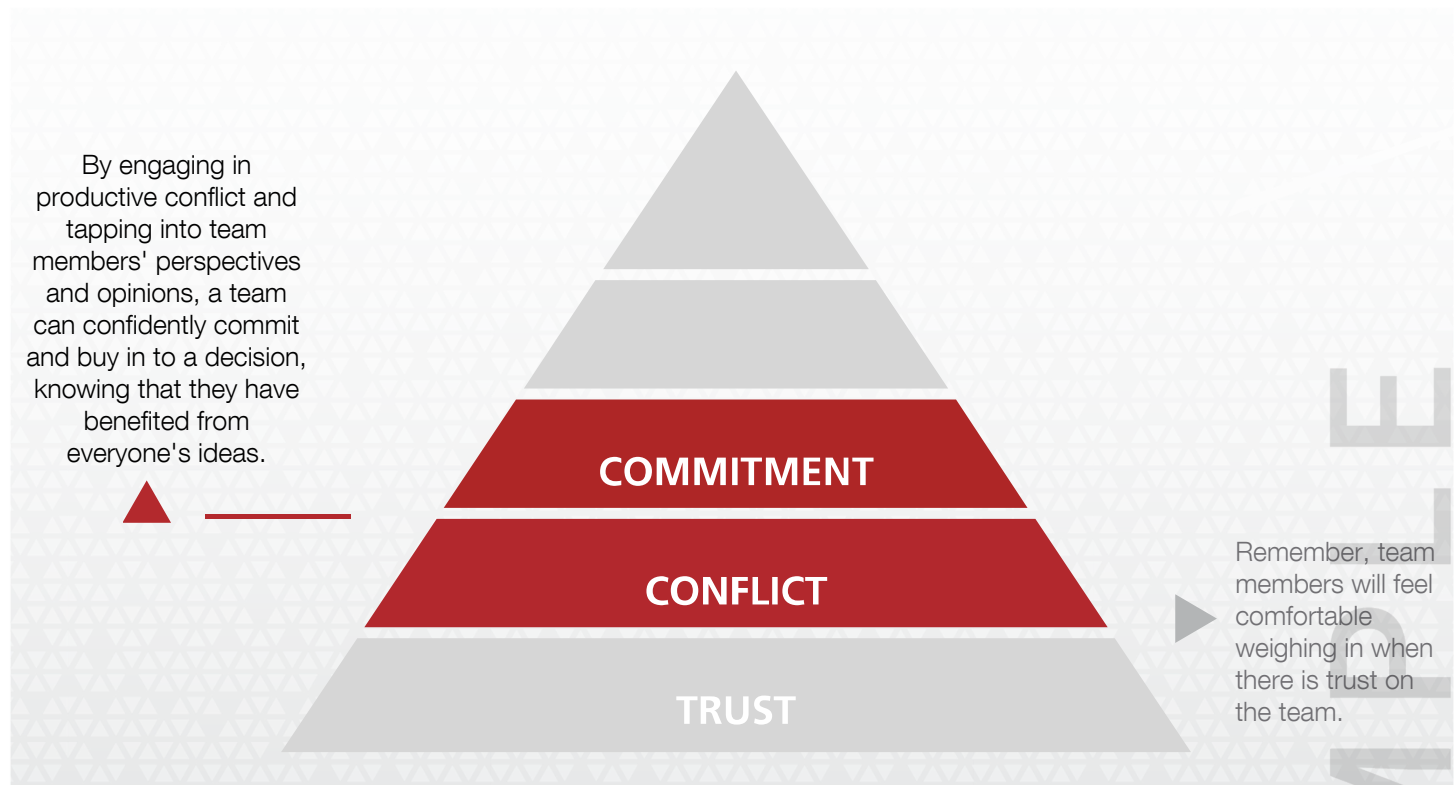 By engaging in
productive conflict and
tapping into team
members' perspectives
and opinions, a team
can confidently commit
and buy in to a decision,
knowing that they have
benefited from
everyone's ideas.
COMMITMENT
CONFLICT
TRUST
Remember, team
members will feel
comfortable
weighing in when
there is trust on
the team.
MPLE